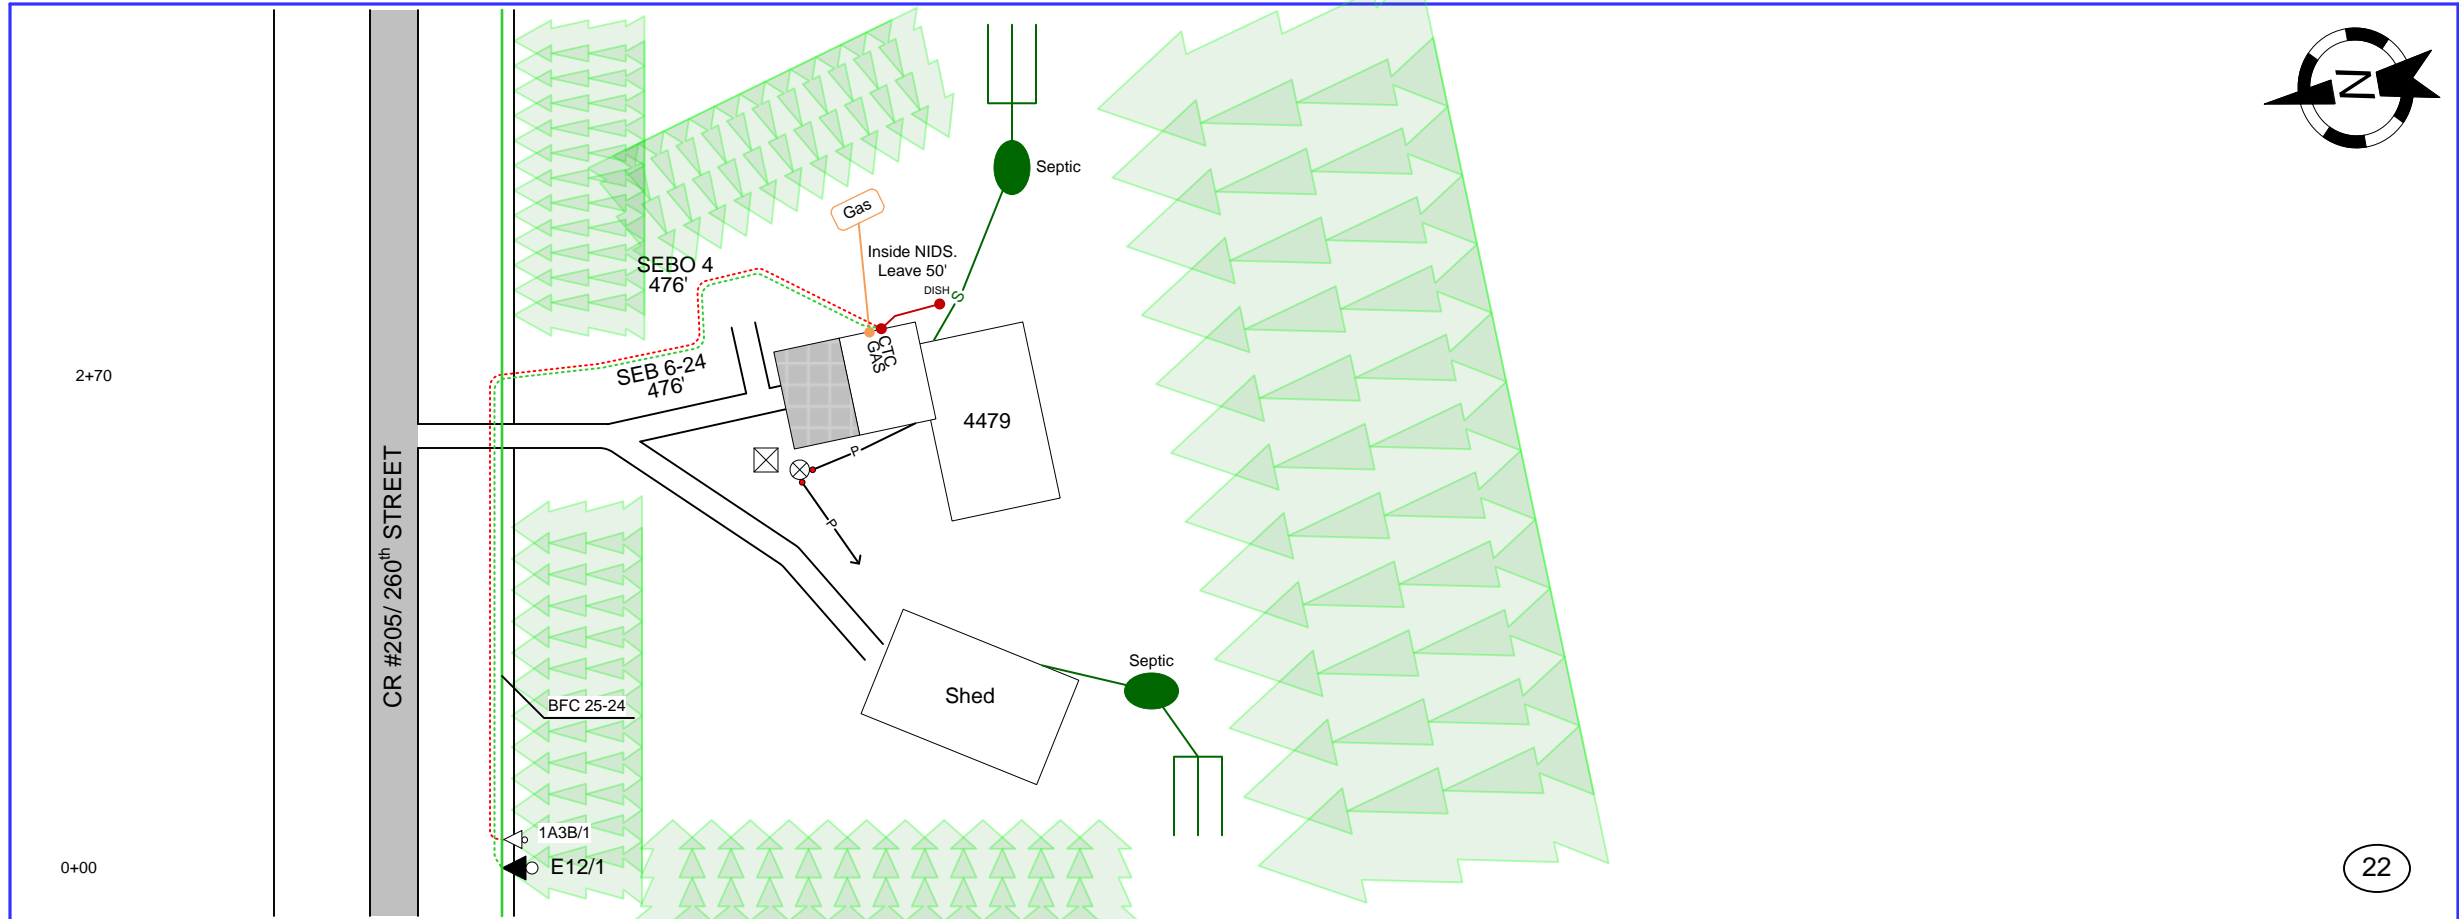 N
Septic
Gas
Inside NIDS.
Leave 50'
DISH
S
SEBO 4
476'
CTC
GAS
SEB 6-24
476'
2+70
4479
P
P
CR #205/ 260th STREET
Septic
Shed
BFC 25-24
1A3B/1
E12/1
0+00
22